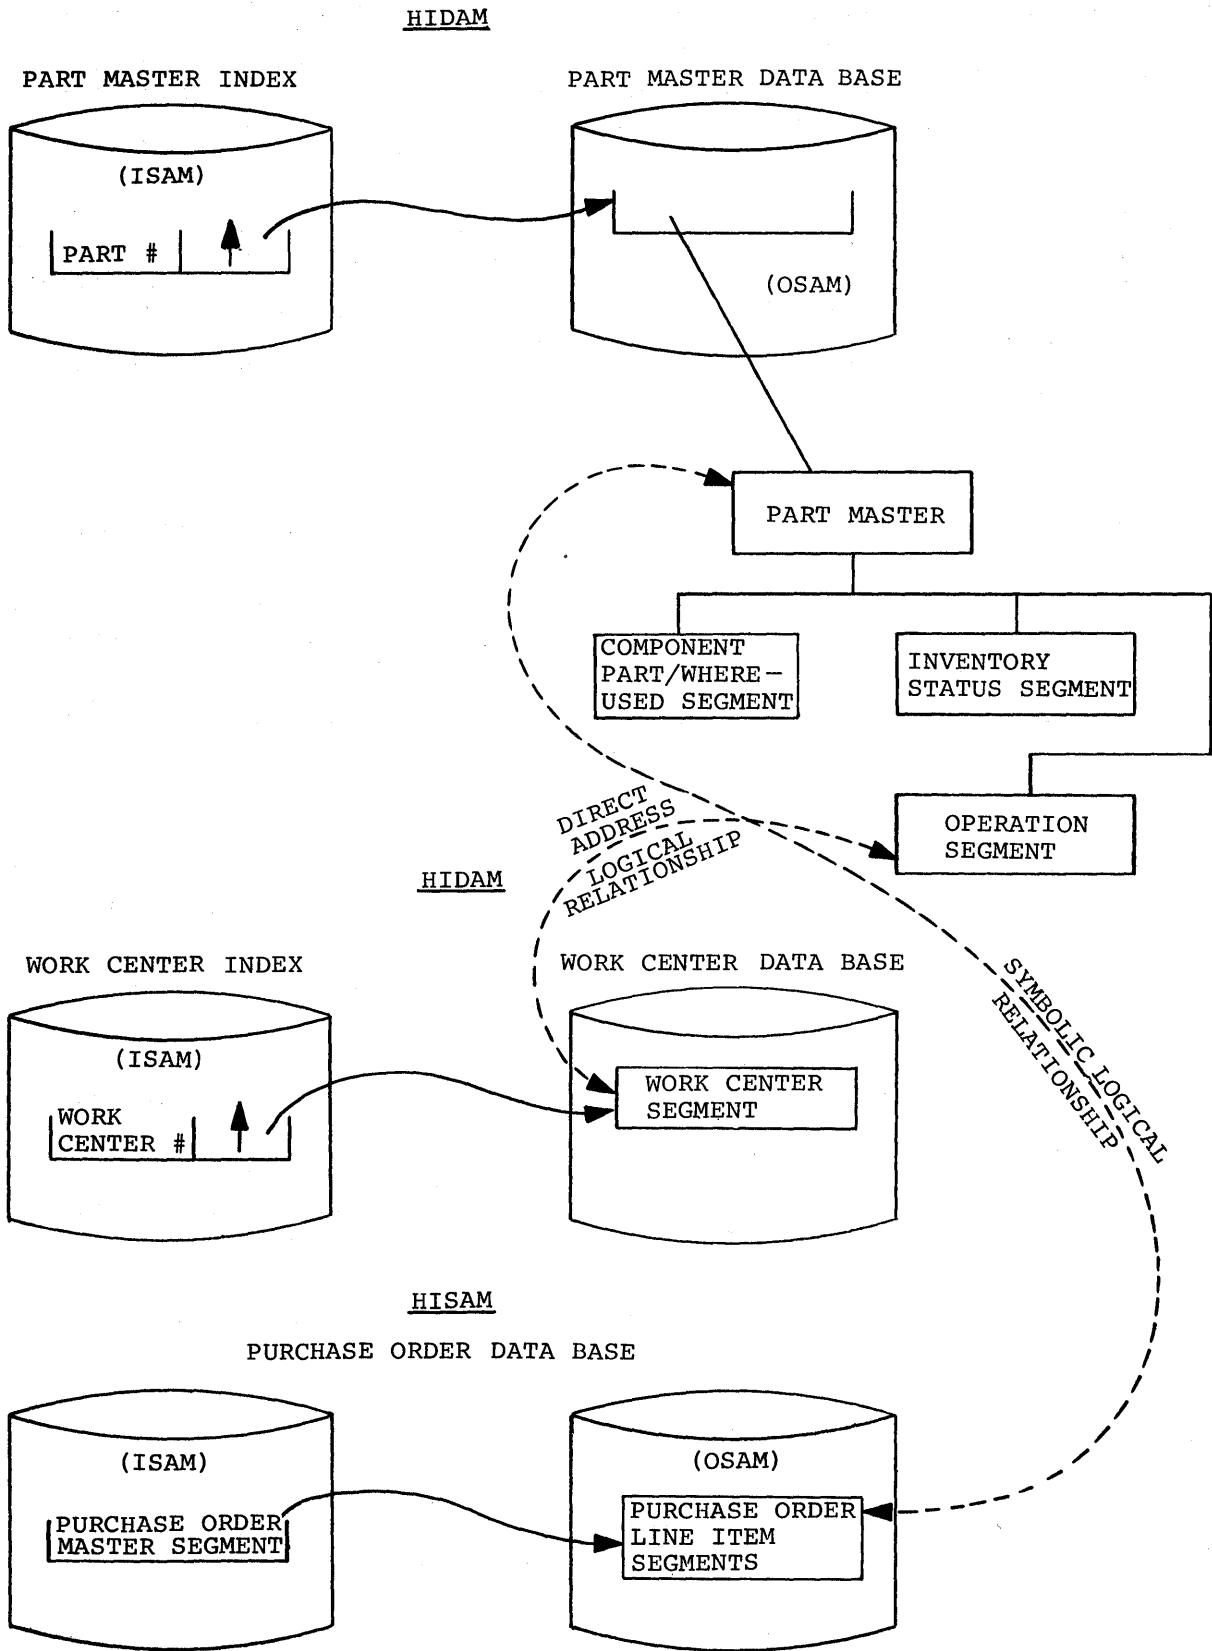 HIDAM
PART MASTER INDEX
PART MASTER DATA BASE
(ISAM)
PART #
(OSAM)
PART MASTER
COMPONENT
PART/WHERE-
USED SEGMENT
INVENTORY
STATUS SEGMENT
OPERATION
SEGMENT
DIRECT
ADDRESS
LOGICAL
RELATIONSHIP
HIDAM
WORK CENTER INDEX
WORK CENTER DATA BASE
(ISAM)
WORK
CENTER #
WORK CENTER
SEGMENT
SYMBOLIC LOGICAL
RELATIONSHIP
HISAM
PURCHASE ORDER DATA BASE
(ISAM)
PURCHASE ORDER
MASTER SEGMENT
(OSAM)
PURCHASE ORDER
LINE ITEM
SEGMENTS